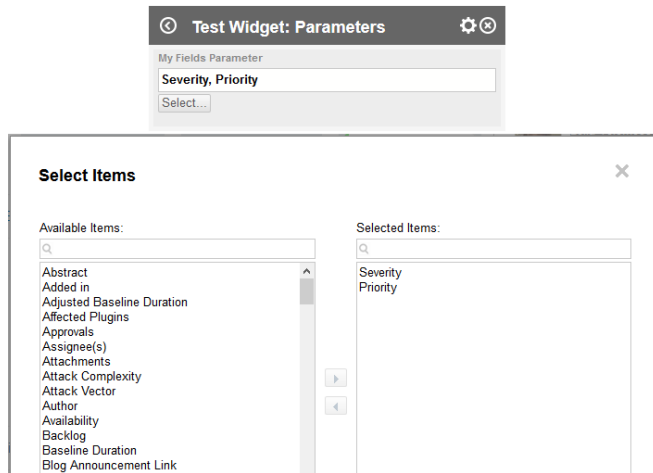 Test Widget: Parameters
My Fields Parameter
Severity, Priority
Select...
Select Items
Available Items:
Selected Items:
Abstract
Added in
Adjusted Baseline Duration
Affected Plugins
Approvals
Assignee(s)
Attachments
Attack Complexity
Attack Vector
Author
Availability
Backlog
Baseline Duration
Blog Announcement Link
Severity
Priority